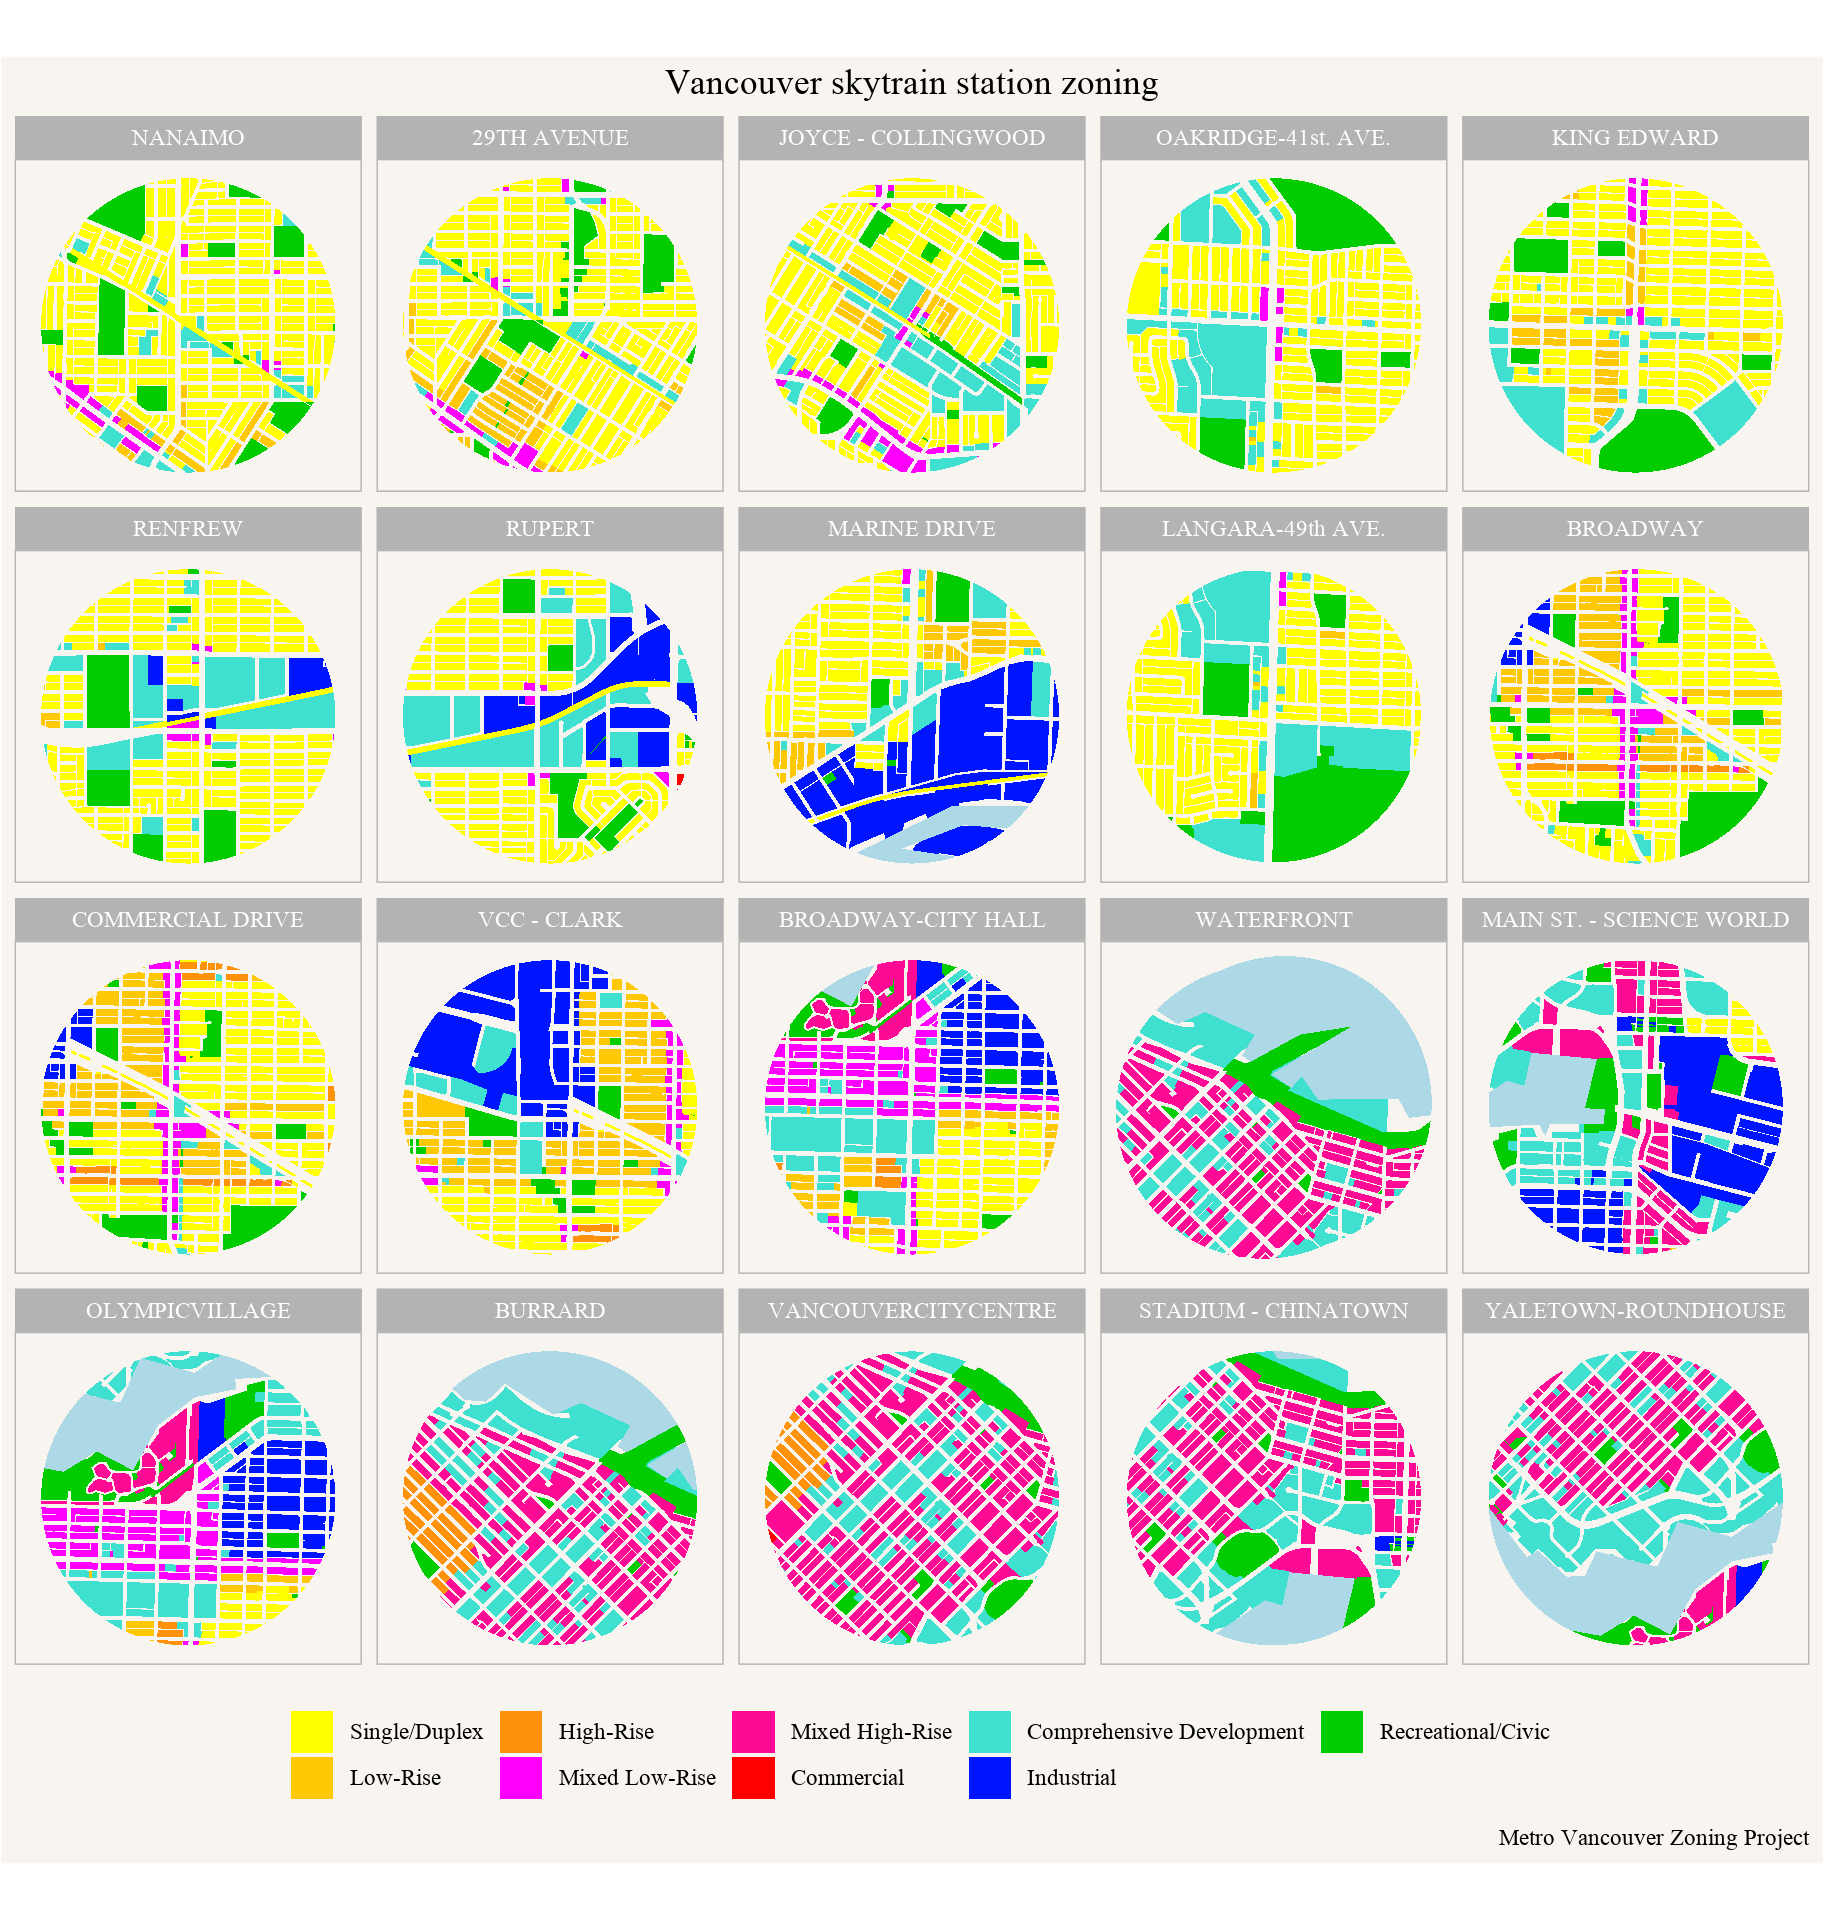 Vancouver skytrain station zoning
NANAIMO
29TH AVENUE
JOYCE - COLLINGWOOD
OAKRIDGE-41st. AVE.
KING EDWARD
RENFREW
RUPERT
MARINE DRIVE
LANGARA-49th AVE.
BROADWAY
COMMERCIAL DRIVE
VCC - CLARK
BROADWAY-CITY HALL
WATERFRONT
MAIN ST. - SCIENCE WORLD
OLYMPICVILLAGE
BURRARD
VANCOUVERCITYCENTRE
STADIUM - CHINATOWN
YALETOWN-ROUNDHOUSE
Single/Duplex
High-Rise
Mixed High-Rise
Comprehensive Development
Recreational/Civic
Low-Rise
Mixed Low-Rise
Commercial
Industrial
Metro Vancouver Zoning Project